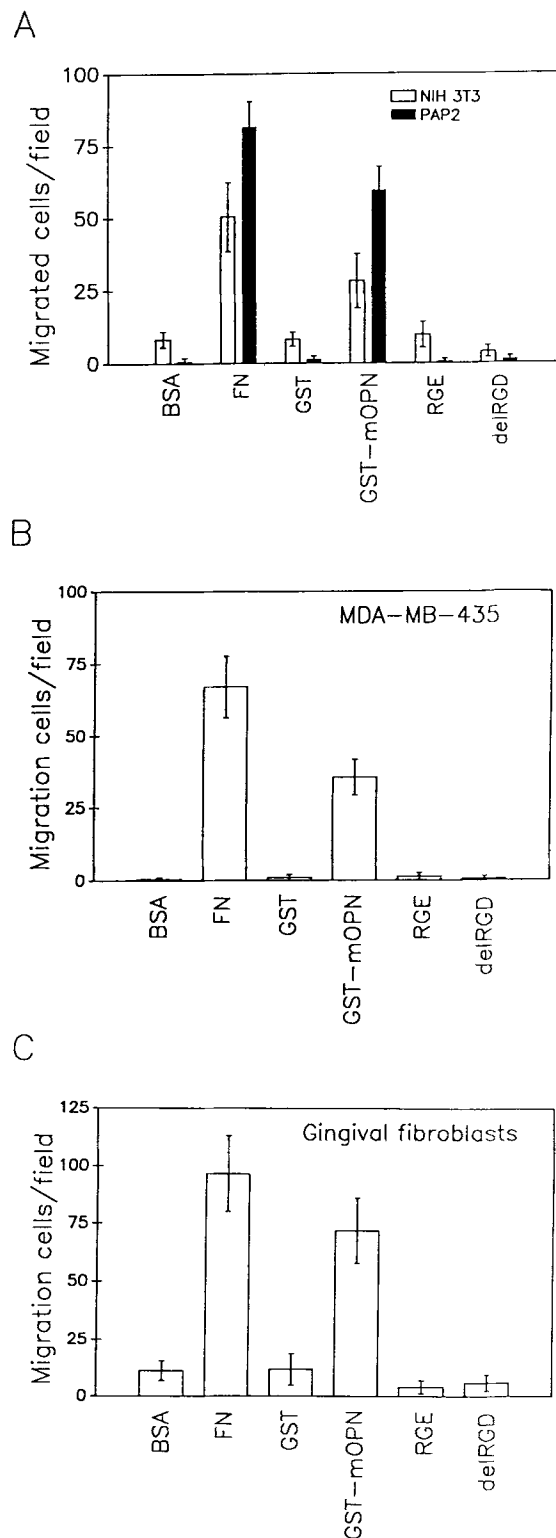 A
Migrated cells/field
100
75
50
25
0
NIH 3T3
PAP2
BSA
FN
GST
GST-mOPN
RGE
delRGD
B
Migration cells/field
100
75
50
25
0
MDA-MB-435
BSA
FN
GST
GST-mOPN
RGE
delRGD
C
Migration cells/field
125
100
75
50
25
0
Gingival fibroblasts
BSA
FN
GST
GST-mOPN
RGE
delRGD